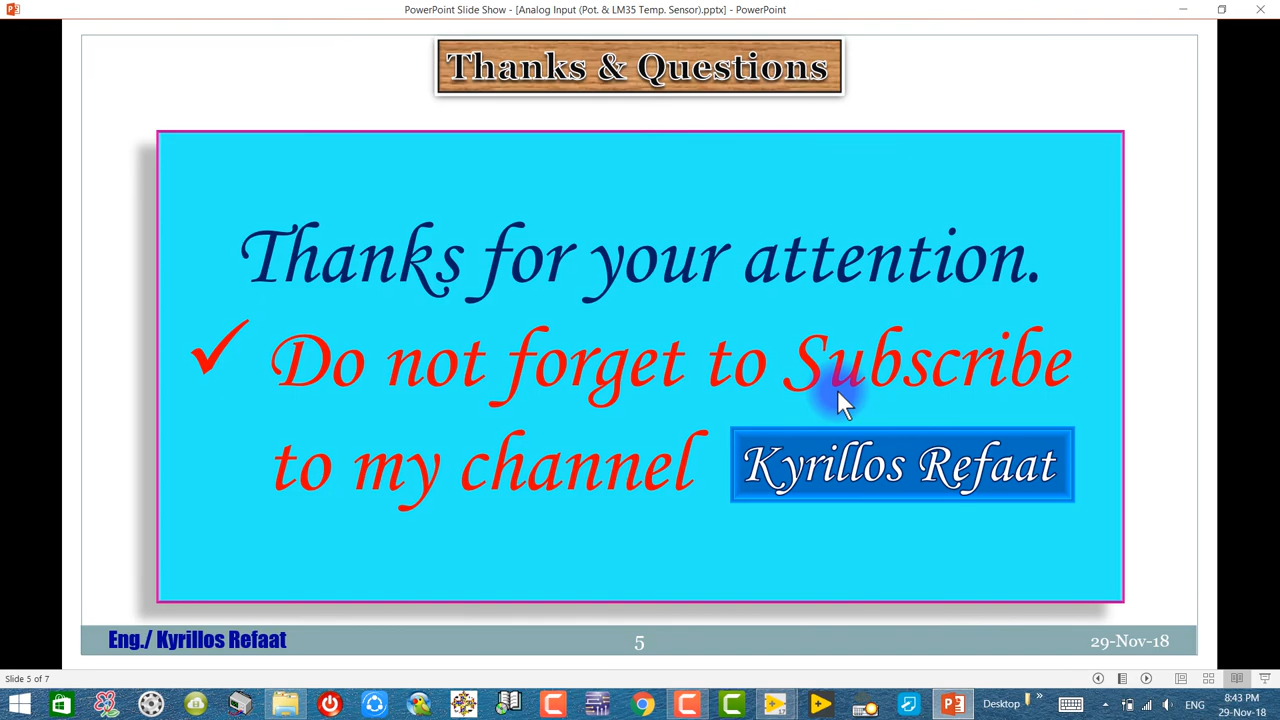 PowerPoint Slide Show - [Analog Input (Pot. & LM35 Temp. Sensor).pptx] - PowerPoint
Thanks & Questions
Thanks for your attention.
✓ Do not forget to Subscribe
to my channel Kyrillos Refaat
Eng./ Kyrillos Refaat 5 29-Nov-18
Slide 5 of 7
Desktop » ENG 8:43 PM
29-Nov-18